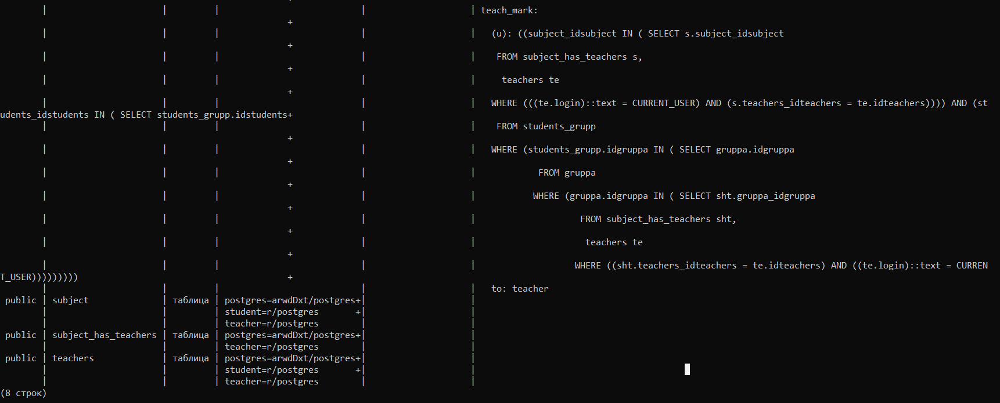 +
|                      |         |                           |                    | teach_mark:
+
|                      |         |                           |                    |   (u): ((subject_idsubject IN ( SELECT s.subject_idsubject
+
|                      |         |                           |                    |    FROM subject_has_teachers s,
+
|                      |         |                           |                    |     teachers te
+
|                      |         |                           |                    |   WHERE (((te.login)::text = CURRENT_USER) AND (s.teachers_idteachers = te.idteachers)))) AND (st
udents_idstudents IN ( SELECT students_grupp.idstudents+
|                      |         |                           |                    |    FROM students_grupp
+
|                      |         |                           |                    |   WHERE (students_grupp.idgruppa IN ( SELECT gruppa.idgruppa
+
|                      |         |                           |                    |            FROM gruppa
+
|                      |         |                           |                    |           WHERE (gruppa.idgruppa IN ( SELECT sht.gruppa_idgruppa
+
|                      |         |                           |                    |                    FROM subject_has_teachers sht,
+
|                      |         |                           |                    |                     teachers te
+
|                      |         |                           |                    |                   WHERE ((sht.teachers_idteachers = te.idteachers) AND ((te.login)::text = CURREN
T_USER))))))))) +
|                      |         |                           |                    |   to: teacher
public | subject              | таблица | postgres=arwdDxt/postgres+|                    |
|                      |         | student=r/postgres       +|                    |
|                      |         | teacher=r/postgres        |                    |
public | subject_has_teachers | таблица | postgres=arwdDxt/postgres+|                    |
|                      |         | teacher=r/postgres        |                    |
public | teachers             | таблица | postgres=arwdDxt/postgres+|                    |
|                      |         | student=r/postgres       +|                    |
|                      |         | teacher=r/postgres        |                    |
(8 строк)